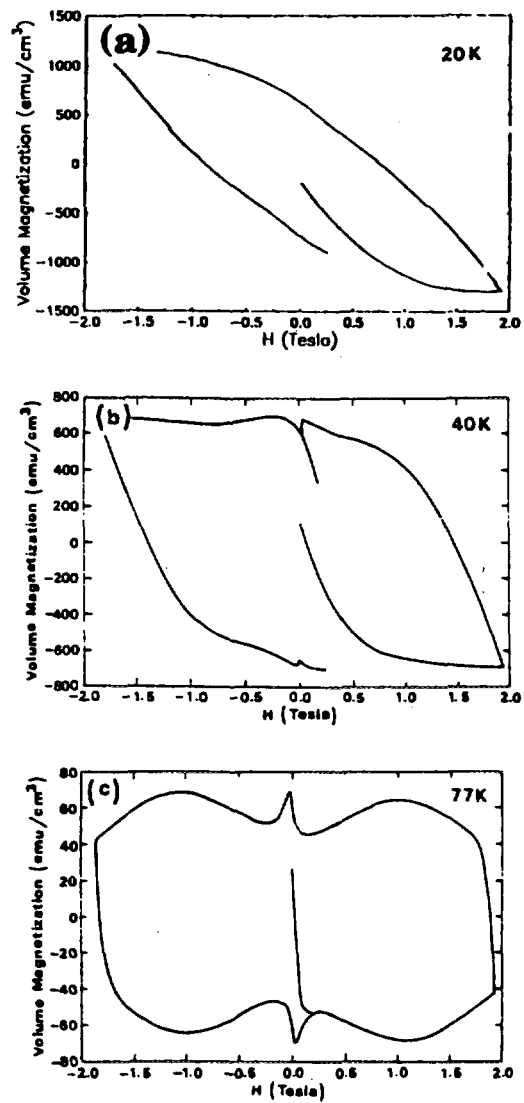 (a)
20K
Volume Magnetization (emu/cm³)
1500
1000
500
0
−500
−1000
−1500
−2.0 −1.5 −1.0 −0.5 0.0 0.5 1.0 1.5 2.0
H (Tesla)
(b)
40K
Volume Magnetization (emu/cm³)
800
600
400
200
0
−200
−400
−600
−800
−2.0 −1.5 −1.0 −0.5 0.0 0.5 1.0 1.5 2.0
H (Tesla)
(c)
77K
Volume Magnetization (emu/cm³)
80
60
40
20
0
−20
−40
−60
−80
−2.0 −1.5 −1.0 −0.5 0.0 0.5 1.0 1.5 2.0
H (Tesla)